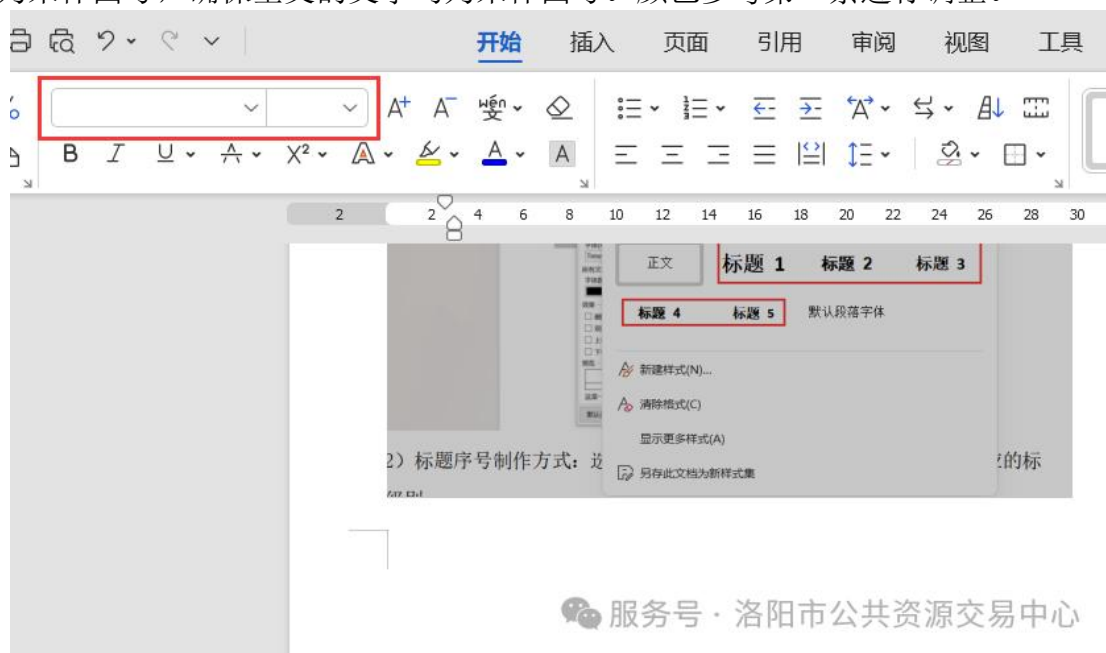 开始 插入 页面 引用 审阅 视图 工具
A+ A- wén 变
B I U A X² A A A
2 2 4 6 8 10 12 14 16 18 20 22 24 26 28 30
正文 标题 1 标题 2 标题 3
标题 4 标题 5 默认段落字体
新建样式(N)...
清除格式(C)
显示更多样式(A)
2）标题序号制作方式：
的标
另存此文档为新样式集
服务号 · 洛阳市公共资源交易中心